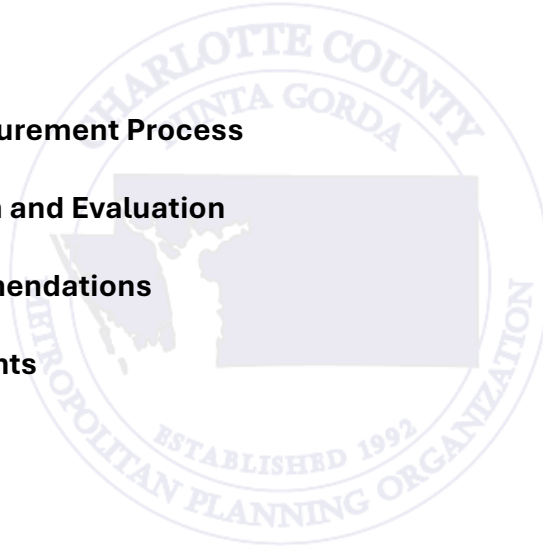 CHARLOTTE COUNTY
PUNTA GORDA
urement Process
and Evaluation
endations
nts
METROPOLITAN PLANNING ORGANIZATION
ESTABLISHED 1992